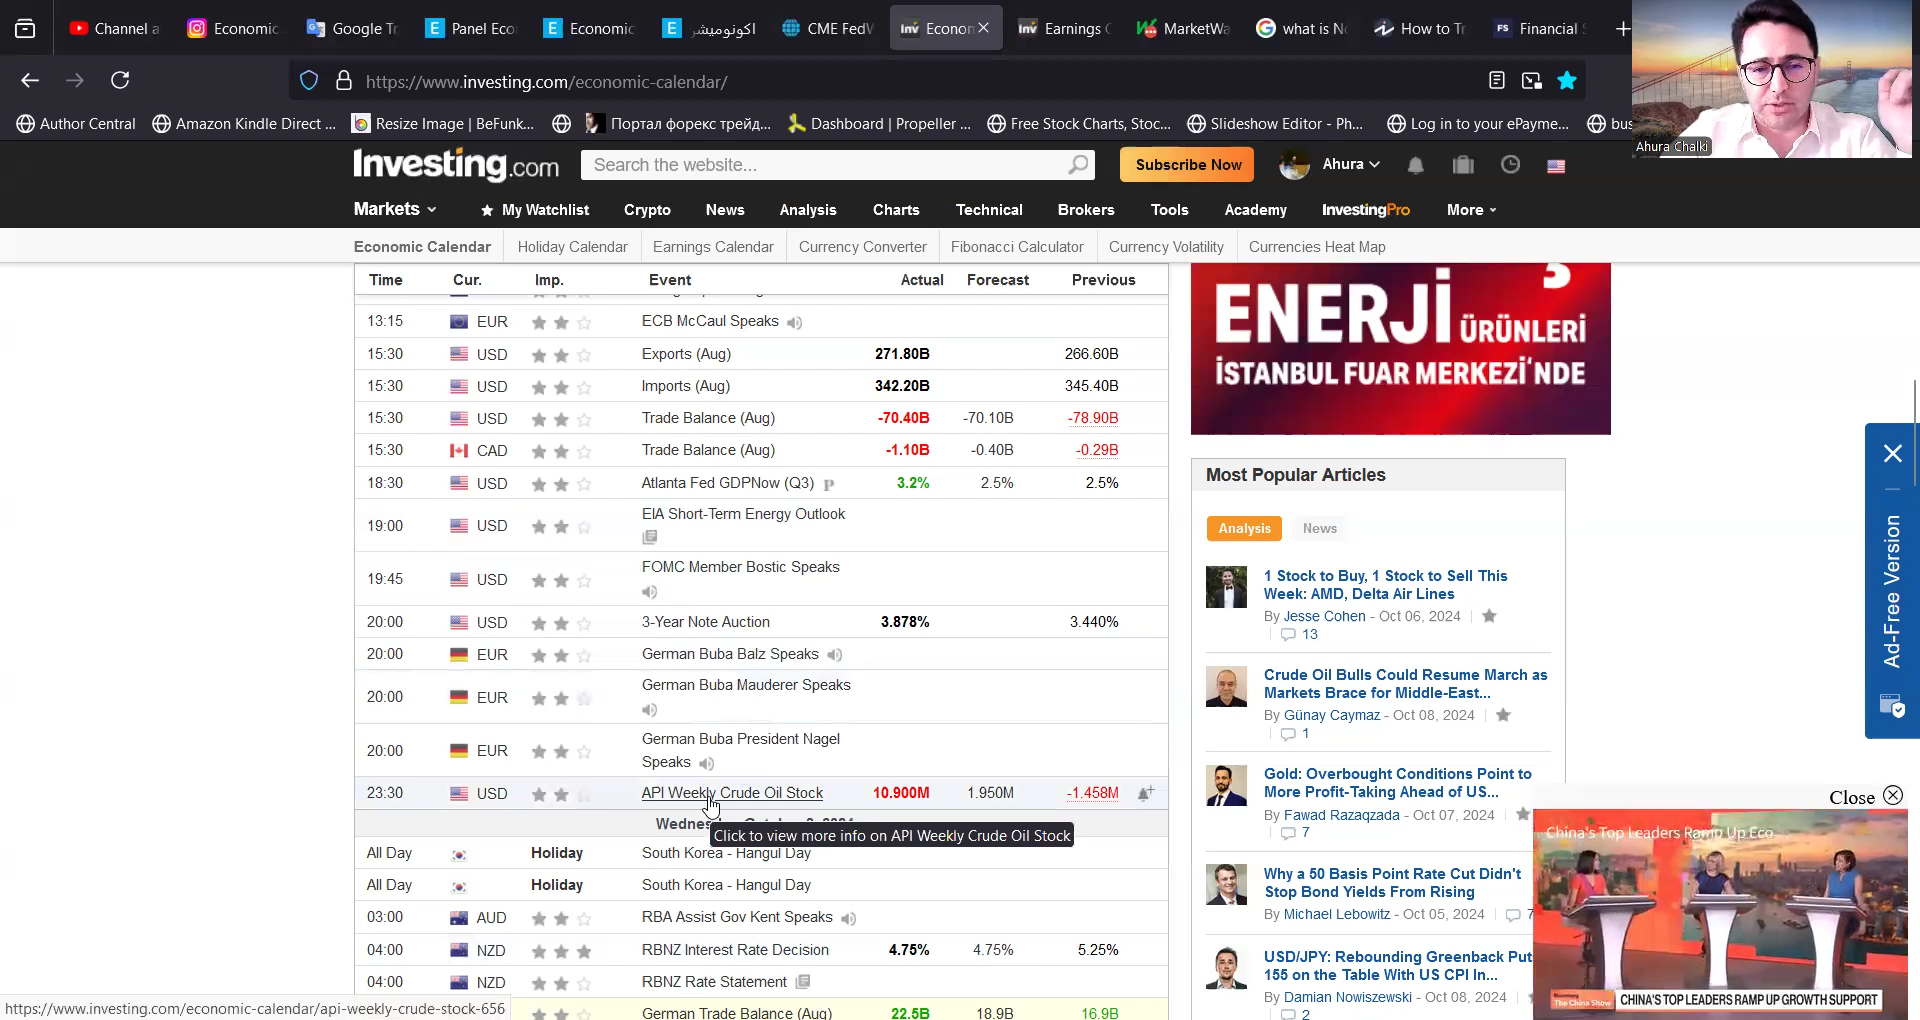 Channel a
Economic
Google Tr
Panel Eco
Economic
اکونومیشر
CME FedW
Econon
Earnings C
MarketWa
what is N
How to Tr
Financial S
https://www.investing.com/economic-calendar/
Author Central
Amazon Kindle Direct ...
Resize Image | BeFunk...
Портал форекс трейд...
Dashboard | Propeller ...
Free Stock Charts, Stoc...
Slideshow Editor - Ph...
Log in to your ePayme...
bus
Ahura Chalki
Investing.com
Search the website...
Subscribe Now
Ahura
Markets
My Watchlist
Crypto
News
Analysis
Charts
Technical
Brokers
Tools
Academy
InvestingPro
More
Economic Calendar
Holiday Calendar
Earnings Calendar
Currency Converter
Fibonacci Calculator
Currency Volatility
Currencies Heat Map
Time Cur. Imp. Event Actual Forecast Previous
13:15 EUR ECB McCaul Speaks
15:30 USD Exports (Aug) 271.80B 266.60B
15:30 USD Imports (Aug) 342.20B 345.40B
15:30 USD Trade Balance (Aug) -70.40B -70.10B -78.90B
15:30 CAD Trade Balance (Aug) -1.10B -0.40B -0.29B
18:30 USD Atlanta Fed GDPNow (Q3) P 3.2% 2.5% 2.5%
19:00 USD EIA Short-Term Energy Outlook
19:45 USD FOMC Member Bostic Speaks
20:00 USD 3-Year Note Auction 3.878% 3.440%
20:00 EUR German Buba Balz Speaks
20:00 EUR German Buba Mauderer Speaks
20:00 EUR German Buba President Nagel
Speaks
23:30 USD API Weekly Crude Oil Stock 10.900M 1.950M -1.458M
Wednes
Click to view more info on API Weekly Crude Oil Stock
All Day Holiday South Korea - Hangul Day
All Day Holiday South Korea - Hangul Day
03:00 AUD RBA Assist Gov Kent Speaks
04:00 NZD RBNZ Interest Rate Decision 4.75% 4.75% 5.25%
04:00 NZD RBNZ Rate Statement
German Trade Balance (Aug) 22.5B 18.9B 16.9B
https://www.investing.com/economic-calendar/api-weekly-crude-stock-656
ENERJİ ÜRÜNLERİ
İSTANBUL FUAR MERKEZİ'NDE
Most Popular Articles
Analysis
News
1 Stock to Buy, 1 Stock to Sell This
Week: AMD, Delta Air Lines
By Jesse Cohen - Oct 06, 2024
13
Crude Oil Bulls Could Resume March as
Markets Brace for Middle-East...
By Günay Caymaz - Oct 08, 2024
1
Gold: Overbought Conditions Point to
More Profit-Taking Ahead of US...
By Fawad Razaqzada - Oct 07, 2024
7
Why a 50 Basis Point Rate Cut Didn't
Stop Bond Yields From Rising
By Michael Lebowitz - Oct 05, 2024 7
USD/JPY: Rebounding Greenback Put
155 on the Table With US CPI In...
By Damian Nowiszewski - Oct 08, 2024
2
Ad-Free Version
Close
China's Top Leaders Ramp Up Eco...
The China Show
CHINA'S TOP LEADERS RAMP UP GROWTH SUPPORT